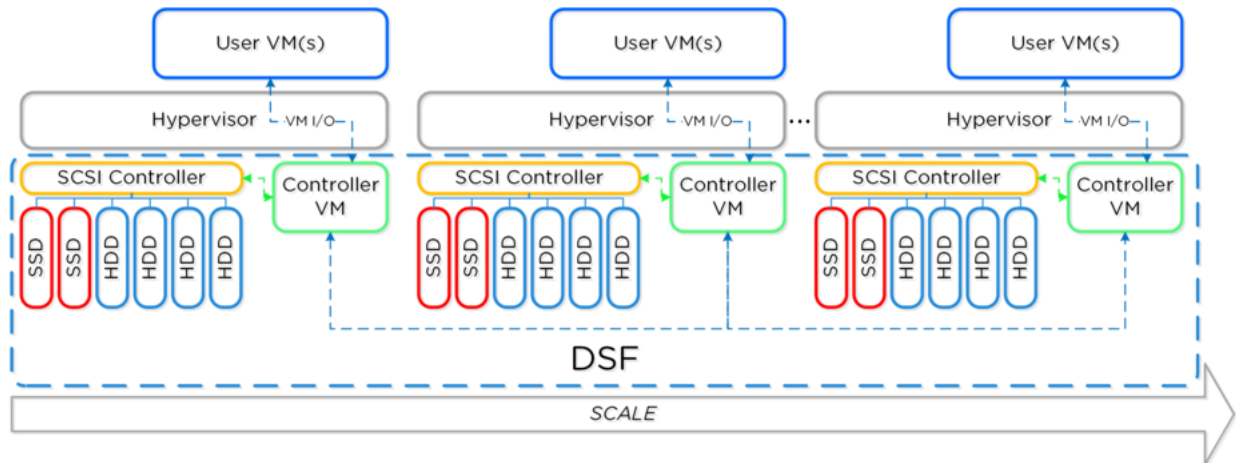 User VM(s)
User VM(s)
User VM(s)
Hypervisor
VM I/O
Hypervisor
VM I/O
...
Hypervisor
VM I/O
SCSI Controller
Controller
VM
SCSI Controller
Controller
VM
SCSI Controller
Controller
VM
SSD
SSD
HDD
HDD
HDD
HDD
SSD
SSD
HDD
HDD
HDD
HDD
SSD
SSD
HDD
HDD
HDD
HDD
DSF
SCALE